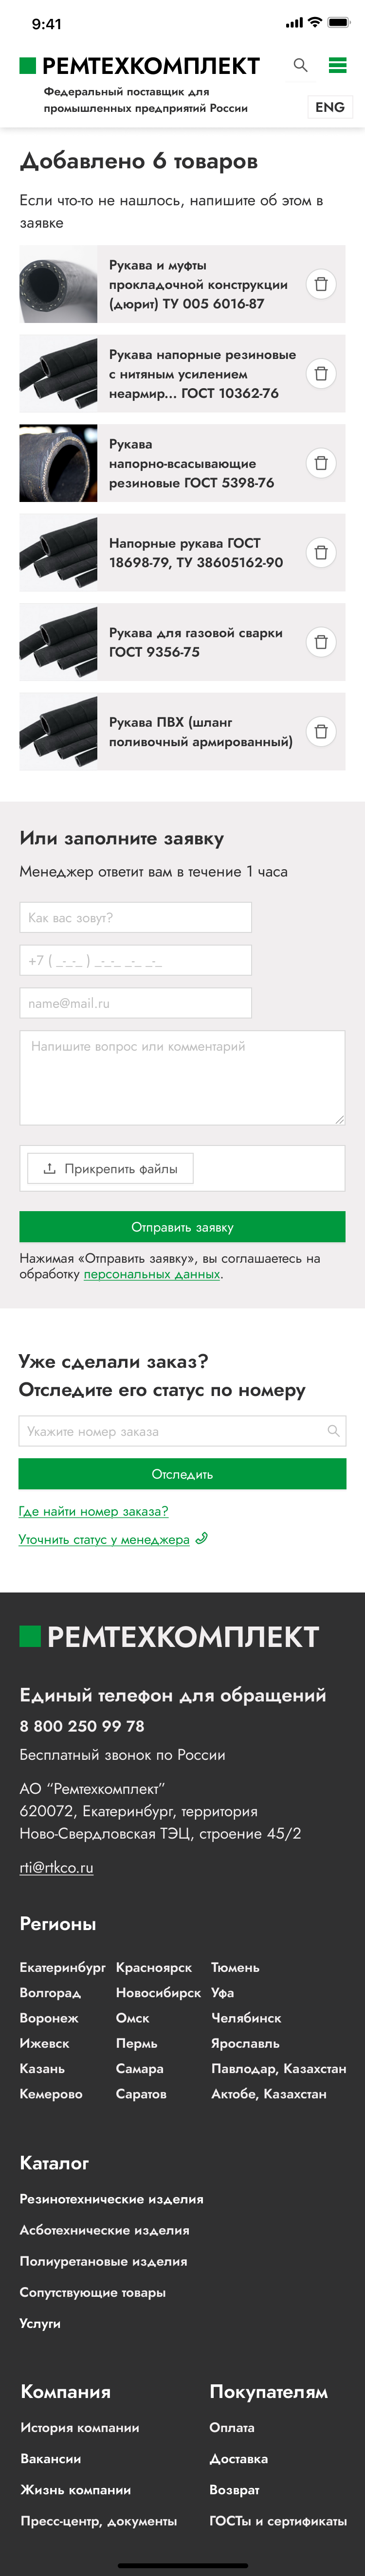 9:41
РЕМТЕХКОМПЛЕКТ
Федеральный поставщик для
промышленных предприятий России
ENG
Добавлено 6 товаров
Если что-то не нашлось, напишите об этом в
заявке
Рукава и муфты
прокладочной конструкции
(дюрит) ТУ 005 6016-87
Рукава напорные резиновые
с нитяным усилением
неармир... ГОСТ 10362-76
Рукава
напорно-всасывающие
резиновые ГОСТ 5398-76
Напорные рукава ГОСТ
18698-79, ТУ 38605162-90
Рукава для газовой сварки
ГОСТ 9356-75
Рукава ПВХ (шланг
поливочный армированный)
Или заполните заявку
Менеджер ответит вам в течение 1 часа
Как вас зовут?
+7 ( _-_-_ ) _-_-_ _-_ _-_
name@mail.ru
Напишите вопрос или комментарий
Прикрепить файлы
Отправить заявку
Нажимая «Отправить заявку», вы соглашаетесь на
обработку персональных данных.
Уже сделали заказ?
Отследите его статус по номеру
Укажите номер заказа
Отследить
Где найти номер заказа?
Уточнить статус у менеджера
РЕМТЕХКОМПЛЕКТ
Единый телефон для обращений
8 800 250 99 78
Бесплатный звонок по России
АО “Ремтехкомплект”
620072, Екатеринбург, территория
Ново-Свердловская ТЭЦ, строение 45/2
rti@rtkco.ru
Регионы
Екатеринбург Красноярск Тюмень
Волгорад Новосибирск Уфа
Воронеж Омск Челябинск
Ижевск Пермь Ярославль
Казань Самара Павлодар, Казахстан
Кемерово Саратов Актобе, Казахстан
Каталог
Резинотехнические изделия
Асботехнические изделия
Полиуретановые изделия
Сопутствующие товары
Услуги
Компания Покупателям
История компании Оплата
Вакансии Доставка
Жизнь компании Возврат
Пресс-центр, документы ГОСТы и сертификаты